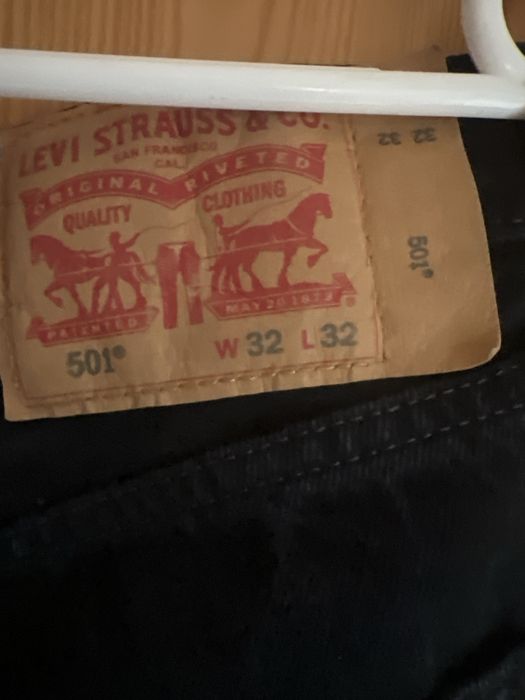 LEVI STRAUSS & CO.
SAN FRANCISCO
CAL.
ORIGINAL RIVETED
QUALITY CLOTHING
PATENTED MAY 20 1873 ®
501® W 32 L 32
32 32
501®